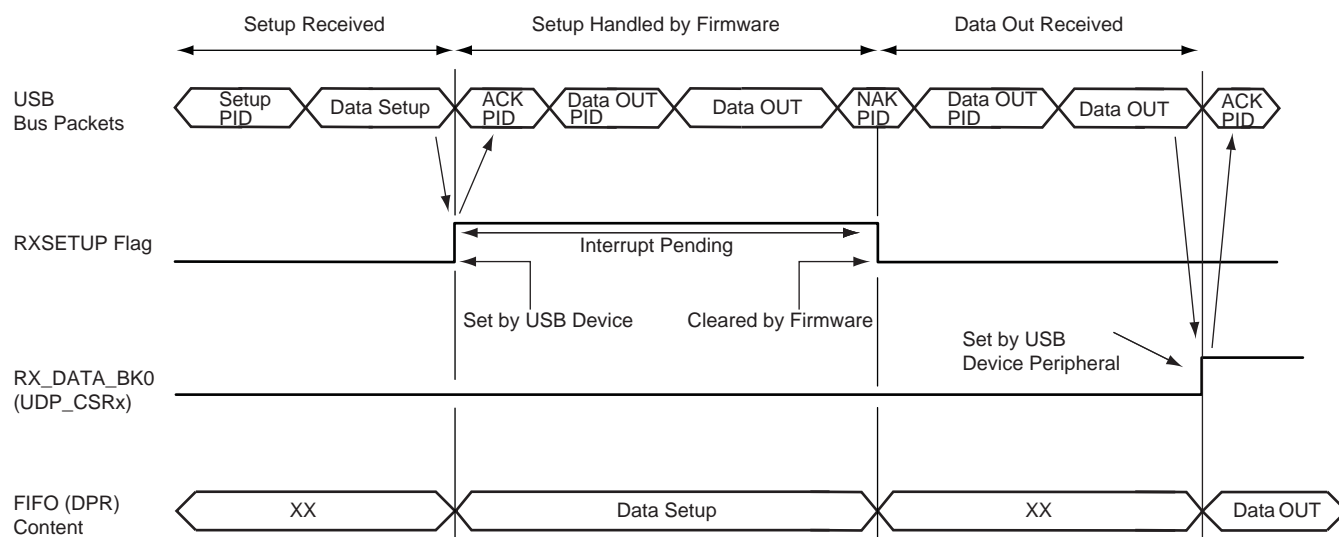 Setup Received
Setup Handled by Firmware
Data Out Received
USB
Bus Packets
Setup
PID
Data Setup
ACK
PID
Data OUT
PID
Data OUT
NAK
PID
Data OUT
PID
Data OUT
ACK
PID
RXSETUP Flag
Interrupt Pending
Set by USB Device
Cleared by Firmware
Set by USB
Device Peripheral
RX_DATA_BK0
(UDP_CSRx)
FIFO (DPR)
Content
XX
Data Setup
XX
Data OUT